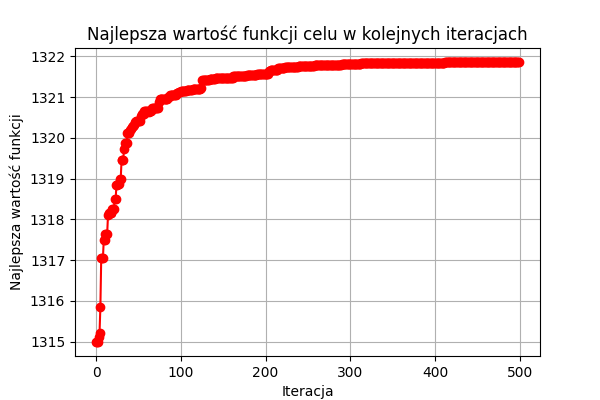 Najlepsza wartość funkcji celu w kolejnych iteracjach
1322
1321
1320
1319
1318
1317
1316
1315
Najlepsza wartość funkcji
0 100 200 300 400 500
Iteracja